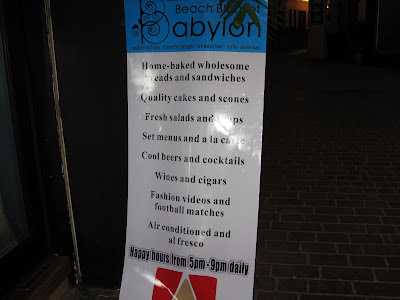 Beach Blanket
Babylon
Home-baked wholesome
breads and sandwiches
Quality cakes and scones
Fresh salads and
Set menus and a la carte
Cool beers and cocktails
Wines and cigars
Fashion videos and
football matches
Air conditioned and
al fresco
Happy hours from 5pm - 9pm daily